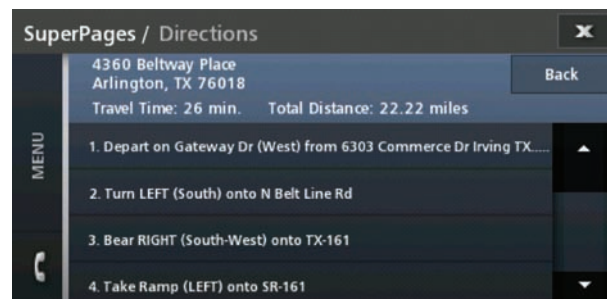 SuperPages / Directions
4360 Beltway Place
Arlington, TX 76018
Back
Travel Time: 26 min. Total Distance: 22.22 miles
MENU
1. Depart on Gateway Dr (West) from 6303 Commerce Dr Irving TX.....
2. Turn LEFT (South) onto N Belt Line Rd
3. Bear RIGHT (South-West) onto TX-161
4. Take Ramp (LEFT) onto SR-161